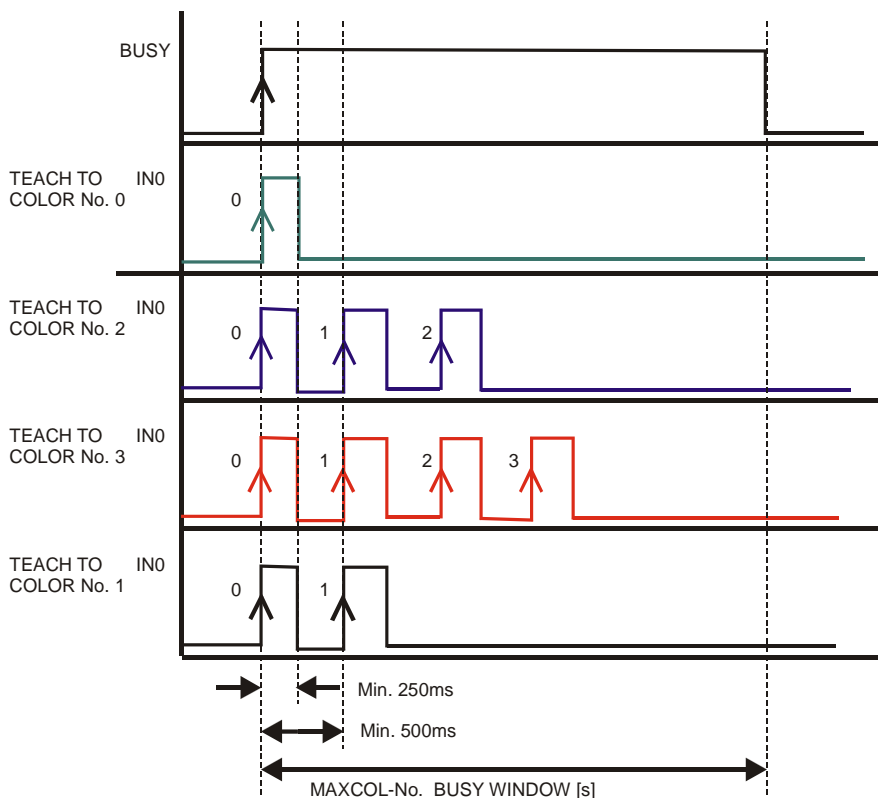 BUSY
TEACH TO IN0
COLOR No. 0
0
TEACH TO IN0
COLOR No. 2
0 1 2
TEACH TO IN0
COLOR No. 3
0 1 2 3
TEACH TO IN0
COLOR No. 1
0 1
Min. 250ms
Min. 500ms
MAXCOL-No. BUSY WINDOW [s]